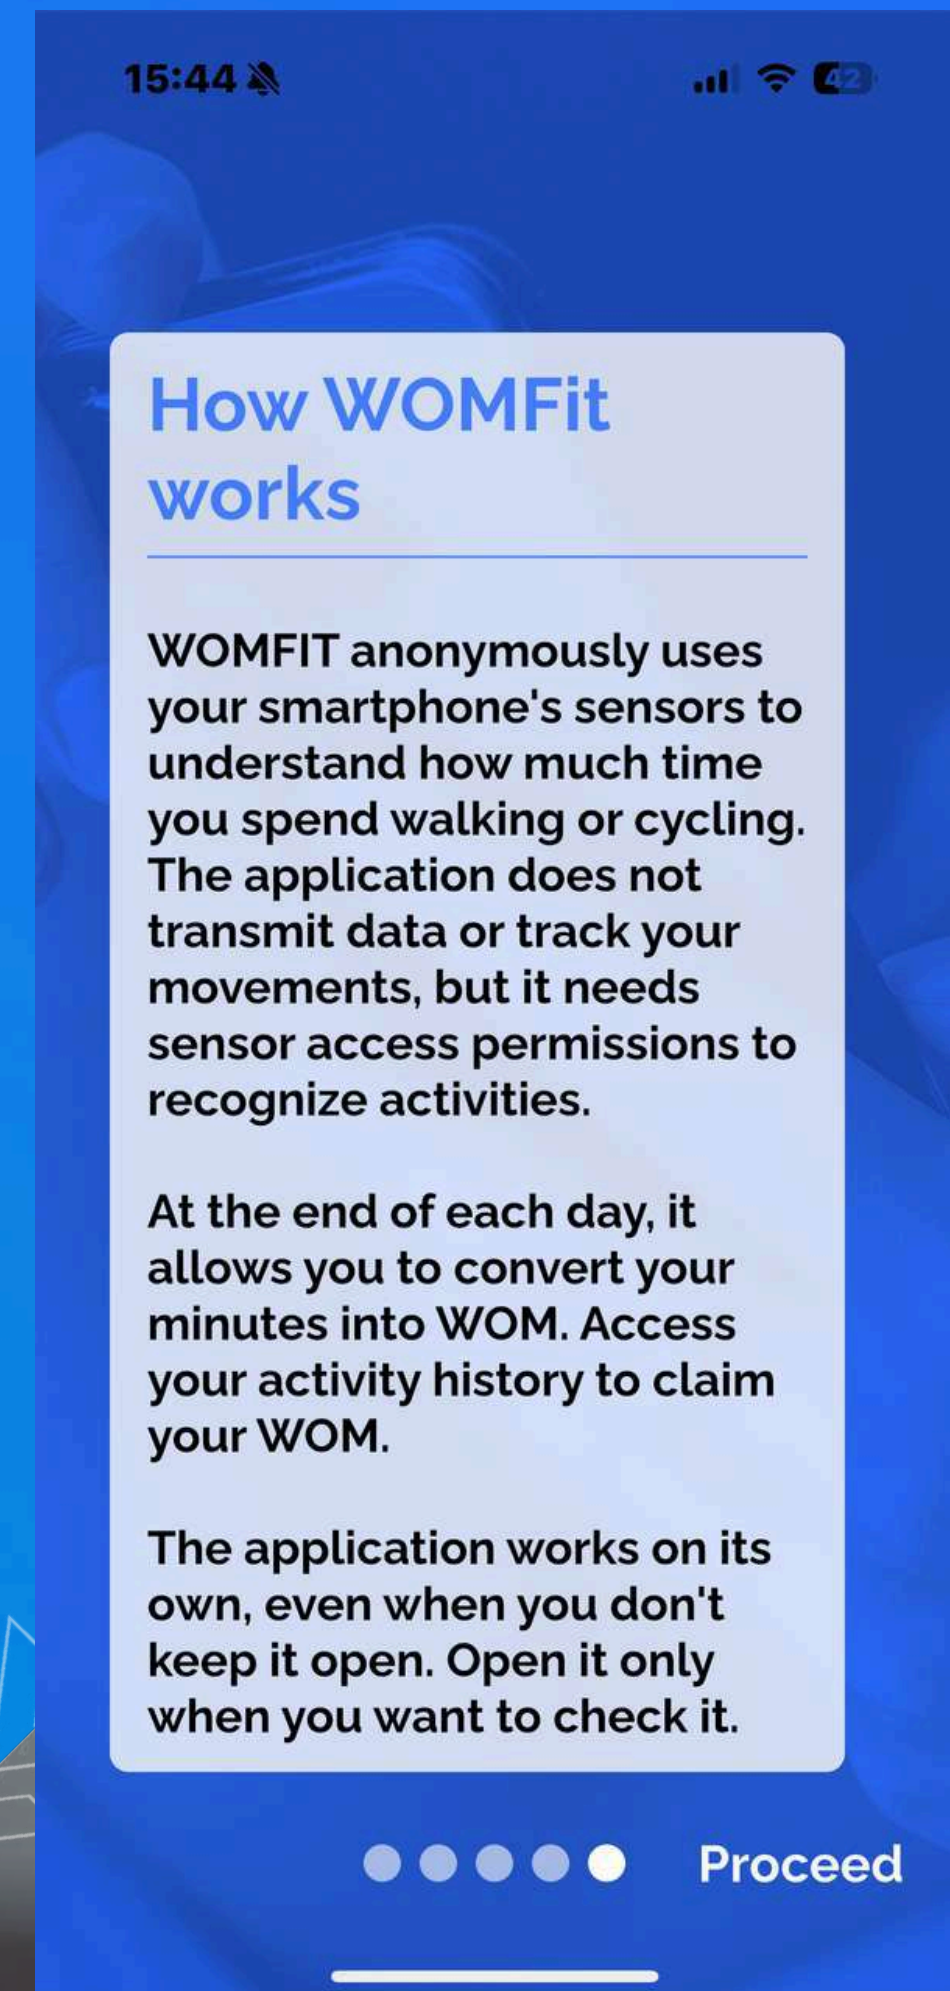 15:44
42
How WOMFit
works
WOMFIT anonymously uses
your smartphone's sensors to
understand how much time
you spend walking or cycling.
The application does not
transmit data or track your
movements, but it needs
sensor access permissions to
recognize activities.
At the end of each day, it
allows you to convert your
minutes into WOM. Access
your activity history to claim
your WOM.
The application works on its
own, even when you don't
keep it open. Open it only
when you want to check it.
Proceed